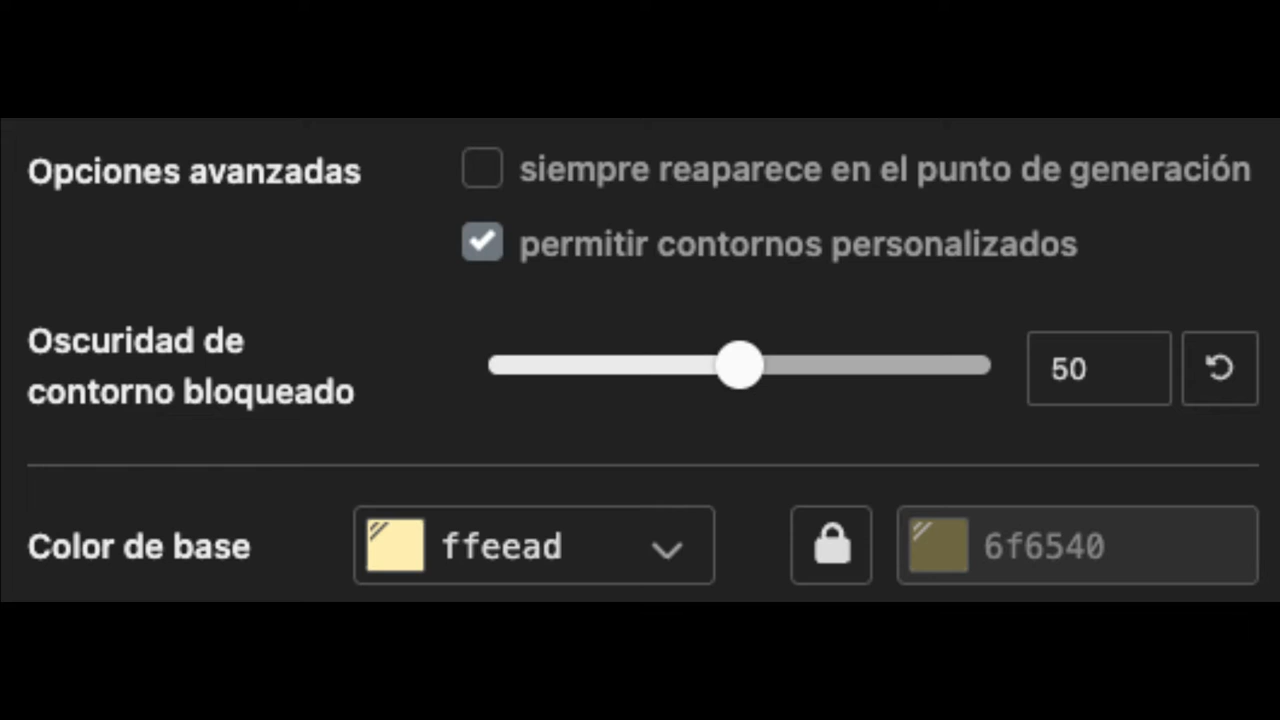 Opciones avanzadas
siempre reaparece en el punto de generación
permitir contornos personalizados
Oscuridad de
contorno bloqueado
50
Color de base
ffeead
6f6540